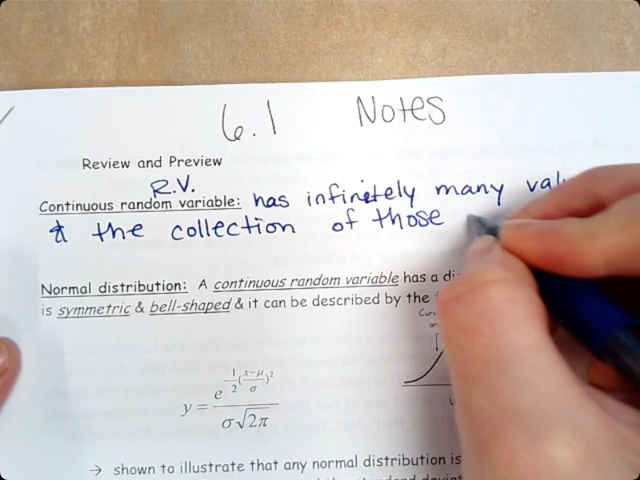 6.1 Notes
Review and Preview
R.V.
Continuous random variable: has infinitely many
& the collection of those
Normal distribution: A continuous random variable has a
is symmetric & bell-shaped & it can be described by the
y = e^{-\frac{1}{2}(\frac{x-μ}{σ})^2} / σ√2π
→ shown to illustrate that any normal distribution is